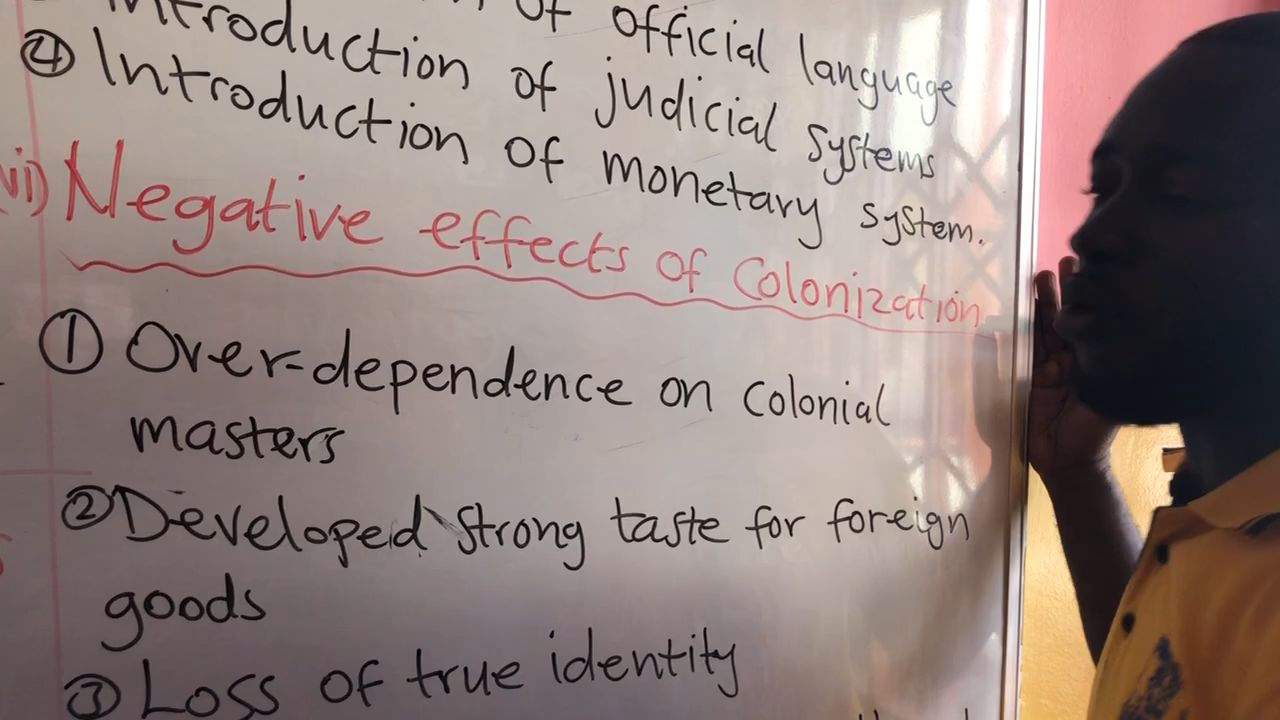 of official language
Introduction of judicial systems
④ Introduction of monetary system.
vi) Negative effects of Colonization
① Over-dependence on colonial
masters
② Developed strong taste for foreign
goods
③ Loss of true identity